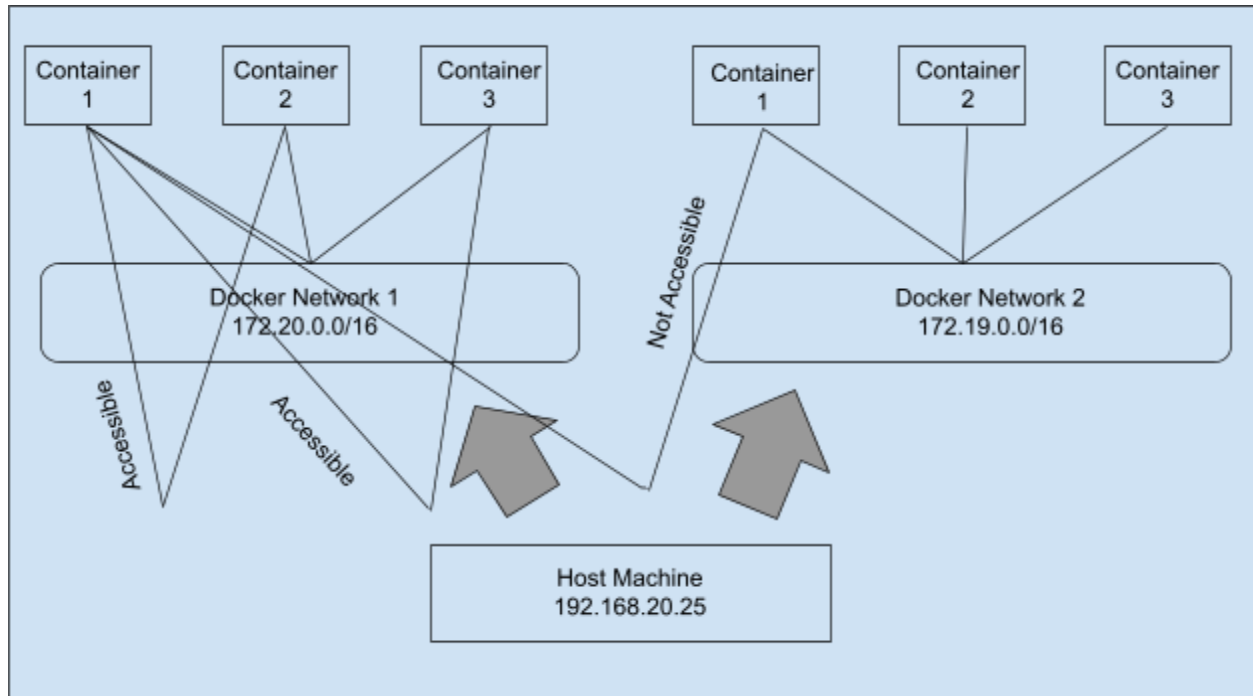 Container
1
Container
2
Container
3
Container
1
Container
2
Container
3
Docker Network 1
172.20.0.0/16
Not Accessible
Docker Network 2
172.19.0.0/16
Accessible
Accessible
Host Machine
192.168.20.25